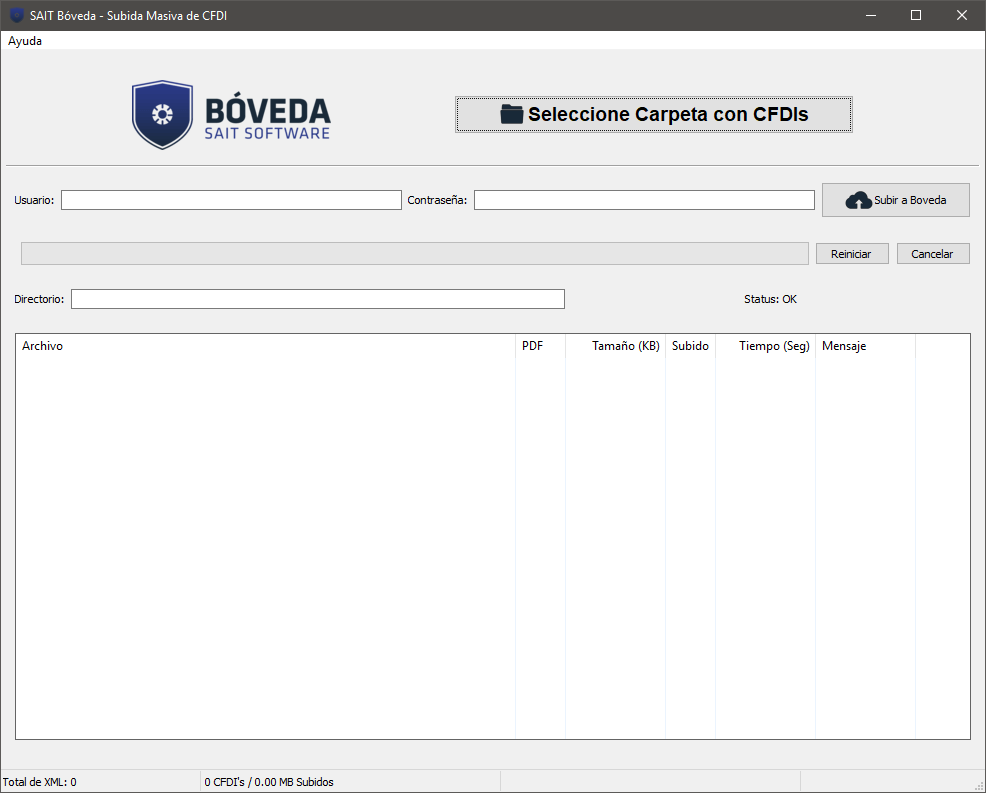 SAIT Bóveda - Subida Masiva de CFDI
Ayuda
BÓVEDA
SAIT SOFTWARE
Seleccione Carpeta con CFDIs
Usuario: Contraseña: Subir a Boveda
Reiniciar Cancelar
Directorio: Status: OK
Archivo PDF Tamaño (KB) Subido Tiempo (Seg) Mensaje
Total de XML: 0 0 CFDI's / 0.00 MB Subidos